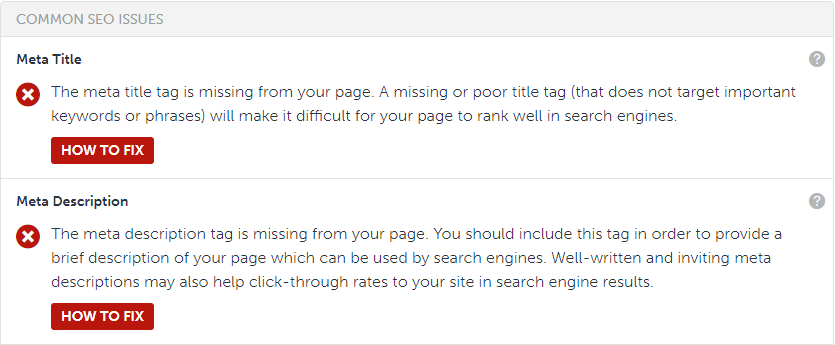 COMMON SEO ISSUES
Meta Title
?
The meta title tag is missing from your page. A missing or poor title tag (that does not target important
keywords or phrases) will make it difficult for your page to rank well in search engines.
HOW TO FIX
Meta Description
?
The meta description tag is missing from your page. You should include this tag in order to provide a
brief description of your page which can be used by search engines. Well-written and inviting meta
descriptions may also help click-through rates to your site in search engine results.
HOW TO FIX